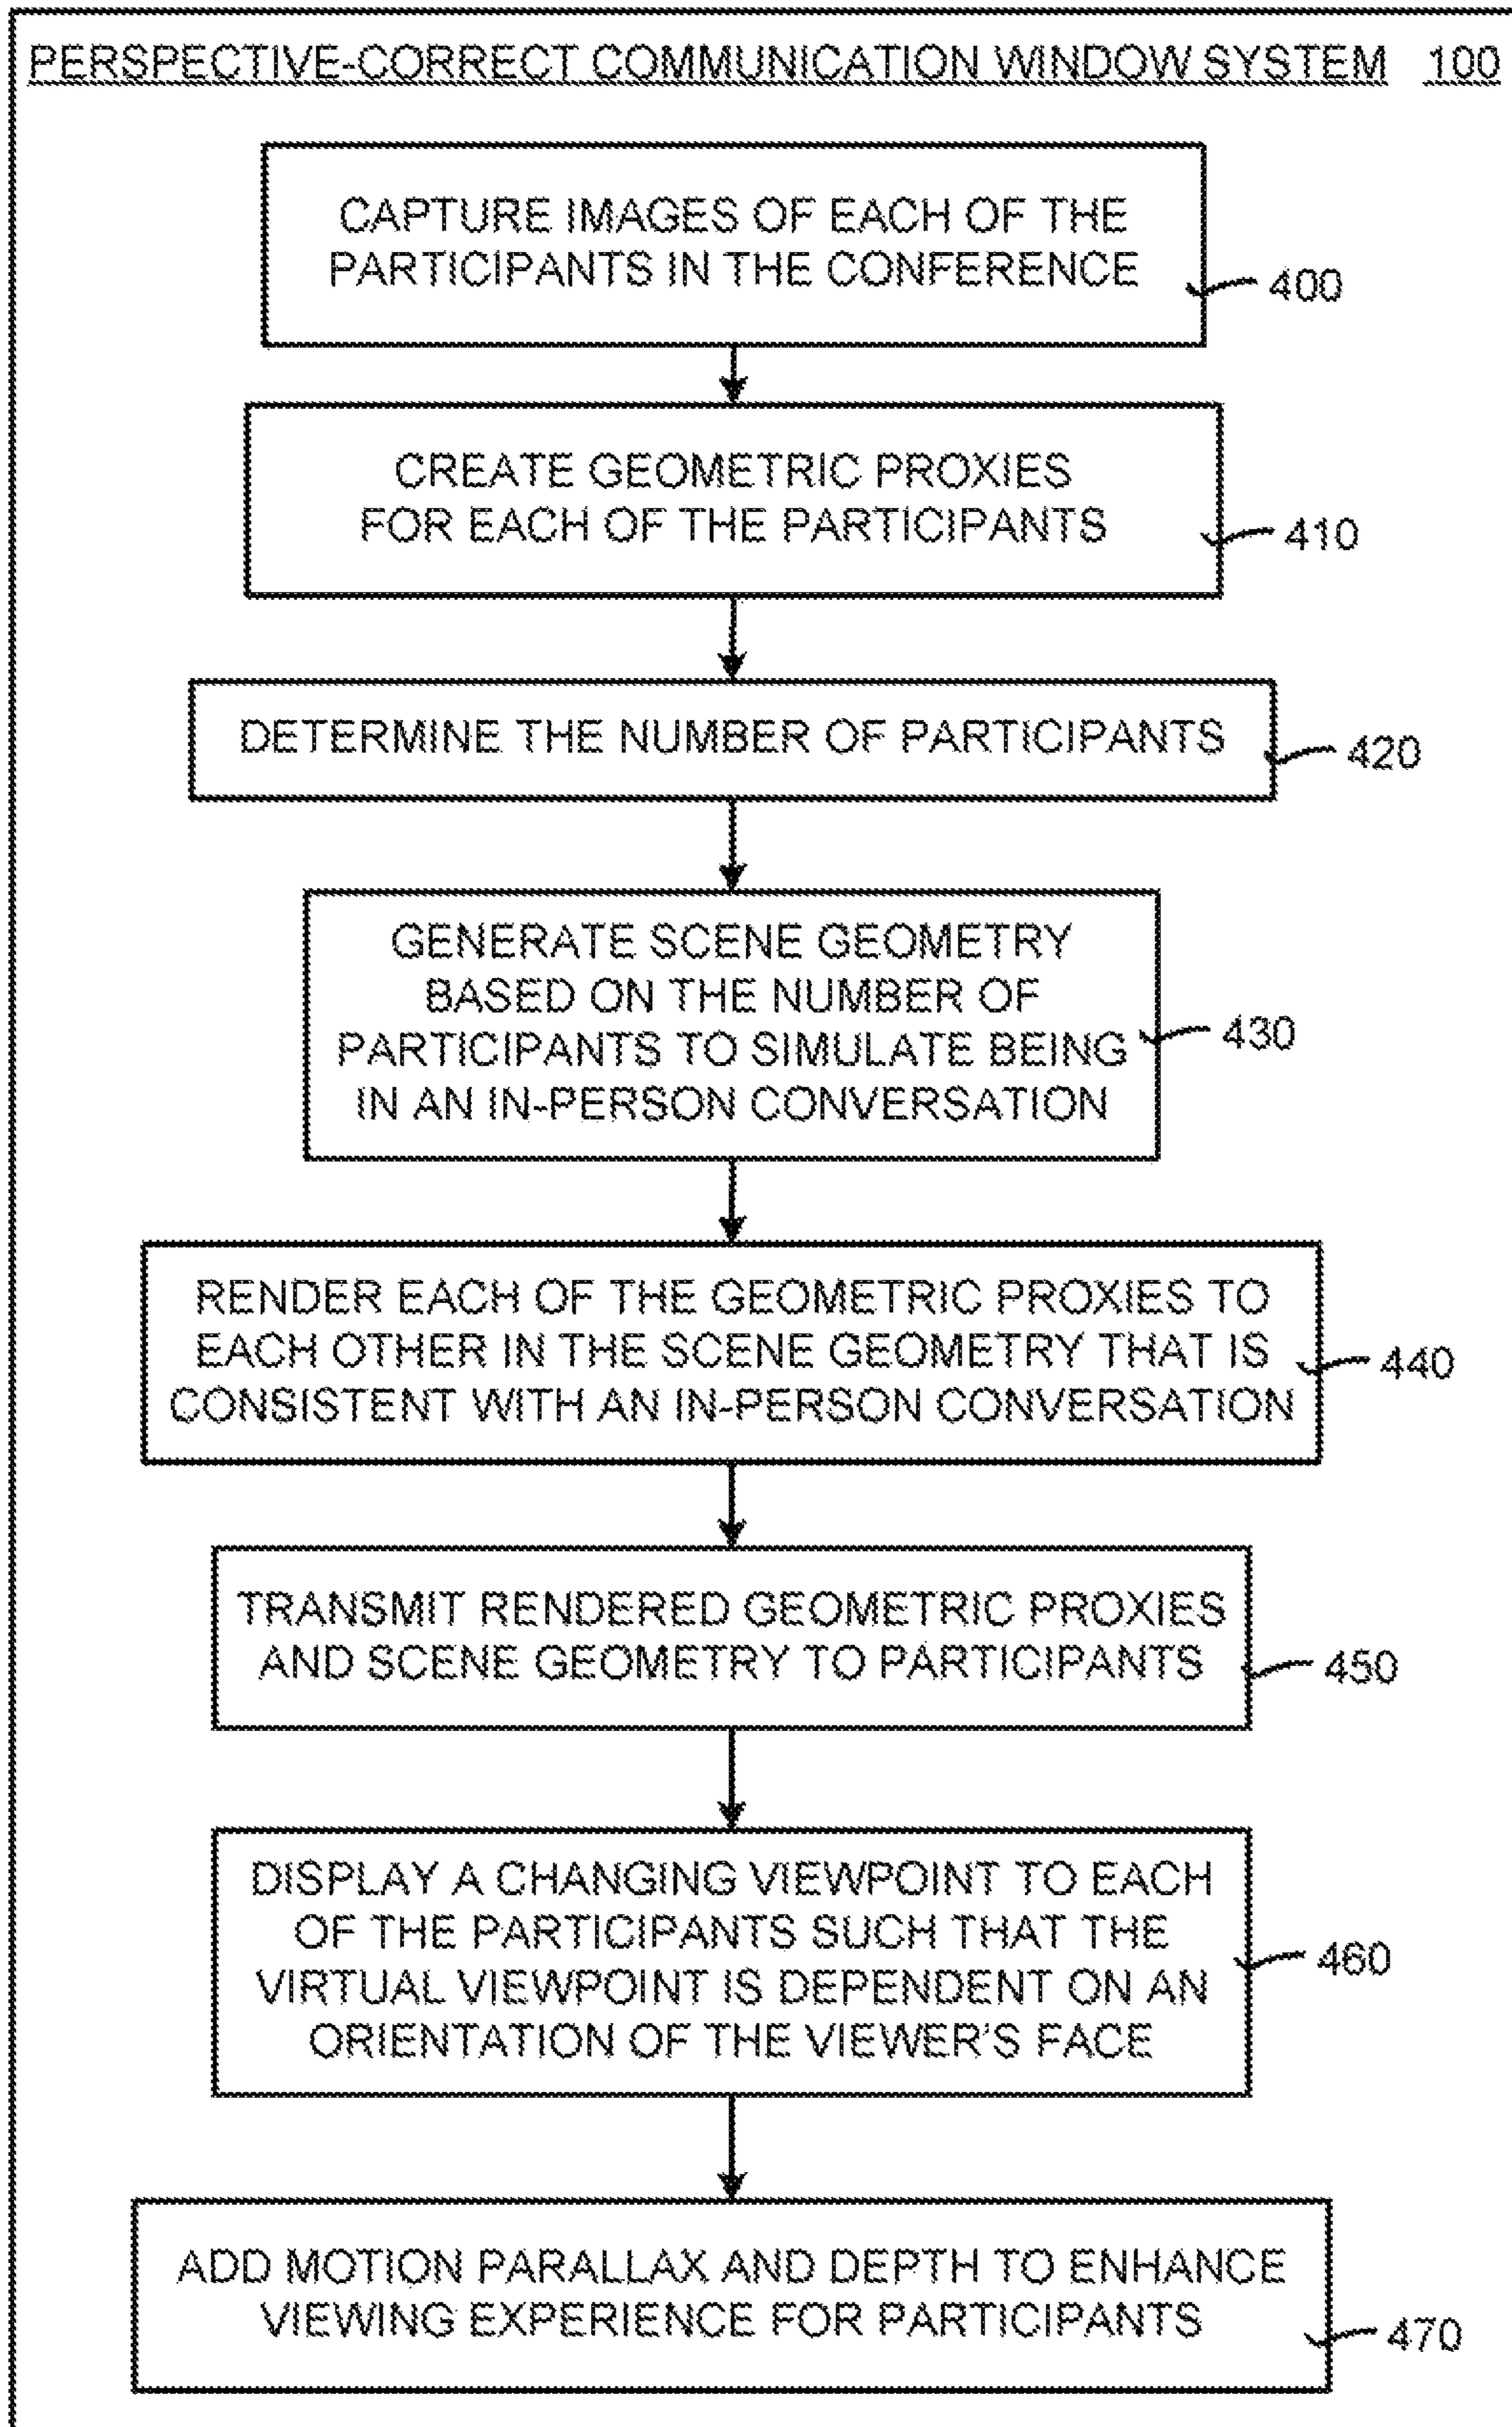 PERSPECTIVE-CORRECT COMMUNICATION WINDOW SYSTEM 100
CAPTURE IMAGES OF EACH OF THE
PARTICIPANTS IN THE CONFERENCE
400
CREATE GEOMETRIC PROXIES
FOR EACH OF THE PARTICIPANTS
410
DETERMINE THE NUMBER OF PARTICIPANTS
420
GENERATE SCENE GEOMETRY
BASED ON THE NUMBER OF
PARTICIPANTS TO SIMULATE BEING
IN AN IN-PERSON CONVERSATION
430
RENDER EACH OF THE GEOMETRIC PROXIES TO
EACH OTHER IN THE SCENE GEOMETRY THAT IS
CONSISTENT WITH AN IN-PERSON CONVERSATION
440
TRANSMIT RENDERED GEOMETRIC PROXIES
AND SCENE GEOMETRY TO PARTICIPANTS
450
DISPLAY A CHANGING VIEWPOINT TO EACH
OF THE PARTICIPANTS SUCH THAT THE
VIRTUAL VIEWPOINT IS DEPENDENT ON AN
ORIENTATION OF THE VIEWER'S FACE
460
ADD MOTION PARALLAX AND DEPTH TO ENHANCE
VIEWING EXPERIENCE FOR PARTICIPANTS
470